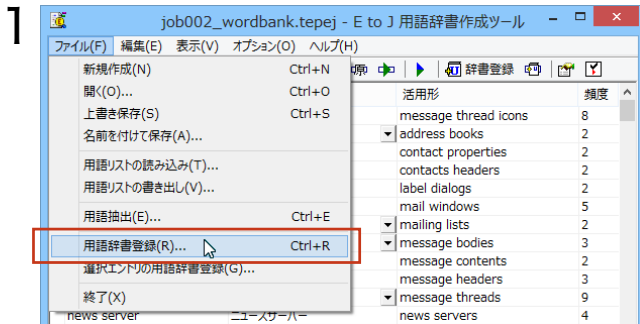 1
job002_wordbank.tepej - E to J 用語辞書作成ツール
ファイル(F) 編集(E) 表示(V) オプション(O) ヘルプ(H)
新規作成(N) Ctrl+N
辞書登録
開く(O)... Ctrl+O
活用形 頻度
上書き保存(S) Ctrl+S
message thread icons 8
名前を付けて保存(A)...
address books 2
contact properties 2
用語リストの読み込み(T)...
contacts headers 2
用語リストの書き出し(V)...
label dialogs 2
mail windows 5
用語抽出(E)... Ctrl+E
mailing lists 2
用語辞書登録(R)... Ctrl+R
message bodies 3
選択エントリの用語辞書登録(G)...
message contents 2
message headers 3
終了(X)
message threads 9
news server ニュースサーバー news servers 4